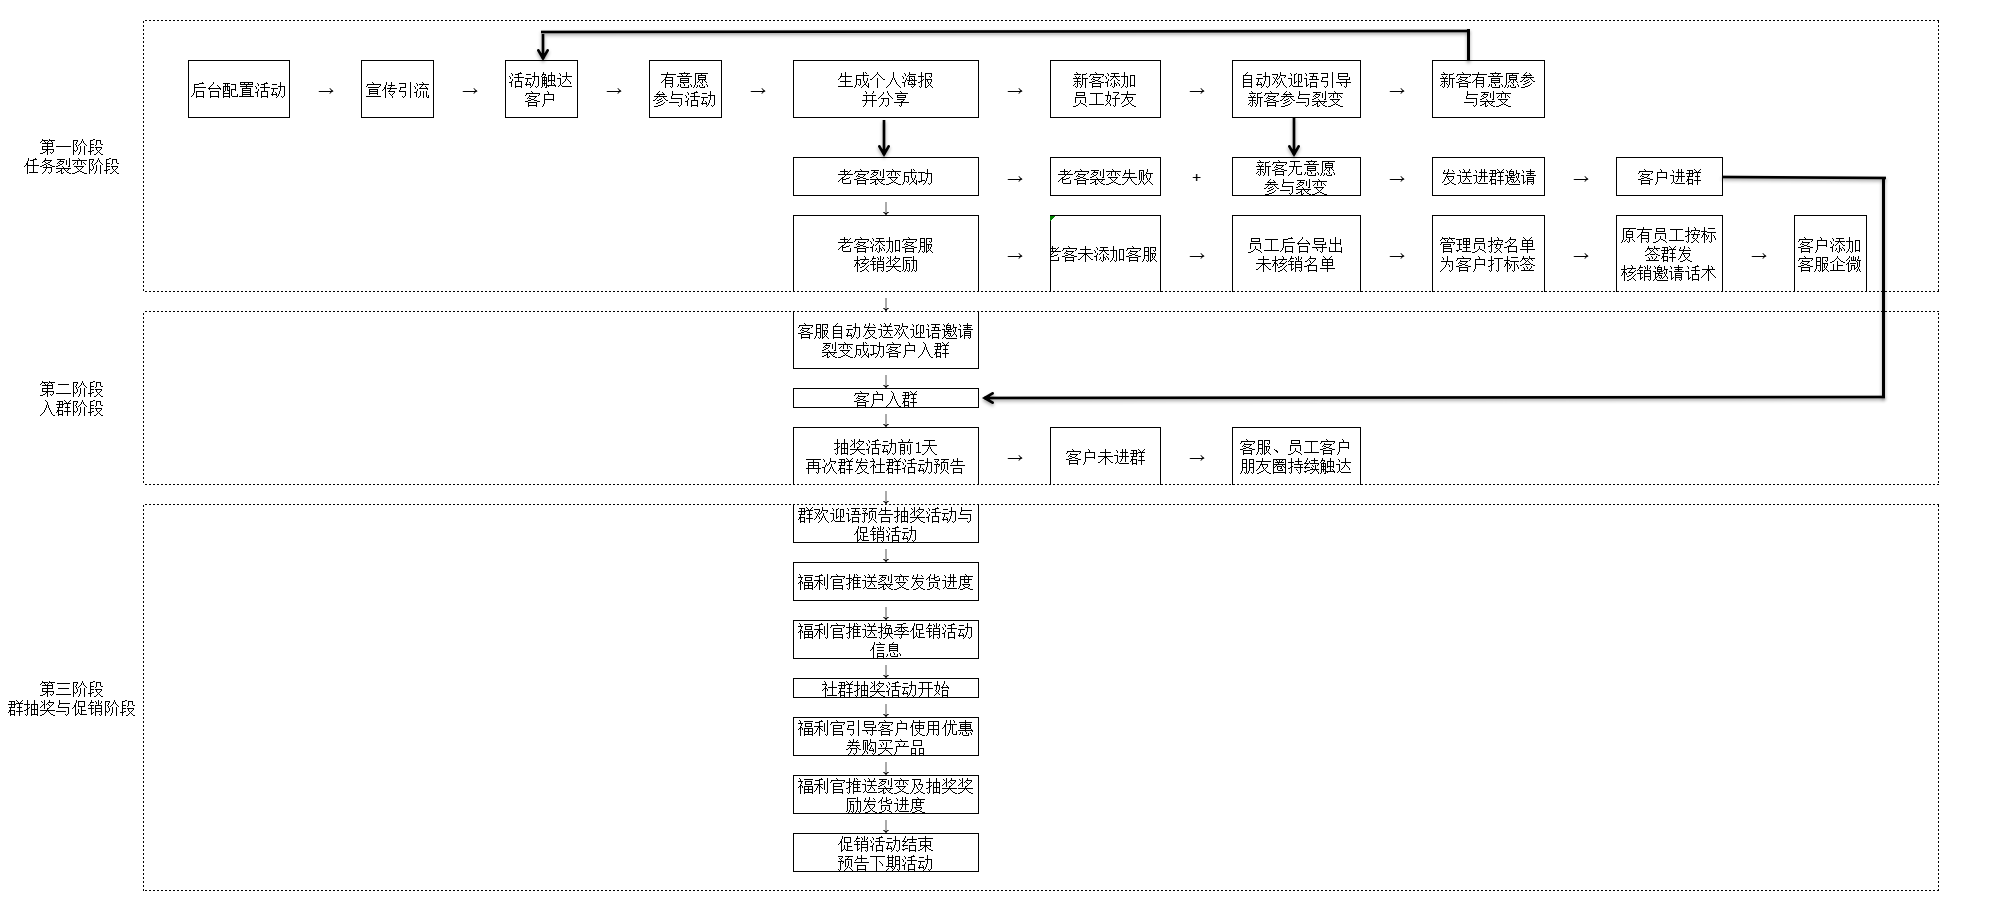 第一阶段
任务裂变阶段
后台配置活动
→
宣传引流
→
活动触达
客户
→
有意愿
参与活动
→
生成个人海报
并分享
→
新客添加
员工好友
→
自动欢迎语引导
新客参与裂变
→
新客有意愿参
与裂变
老客裂变成功
→
老客裂变失败
+
新客无意愿
参与裂变
→
发送进群邀请
→
客户进群
↓
老客添加客服
核销奖励
→
老客未添加客服
→
员工后台导出
未核销名单
→
管理员按名单
为客户打标签
→
原有员工按标
签群发
核销邀请话术
→
客户添加
客服企微
↓
第二阶段
入群阶段
客服自动发送欢迎语邀请
裂变成功客户入群
↓
客户入群
↓
抽奖活动前1天
再次群发社群活动预告
→
客户未进群
→
客服、员工客户
朋友圈持续触达
↓
第三阶段
群抽奖与促销阶段
群欢迎语预告抽奖活动与
促销活动
↓
福利官推送裂变发货进度
↓
福利官推送换季促销活动
信息
↓
社群抽奖活动开始
↓
福利官引导客户使用优惠
券购买产品
↓
福利官推送裂变及抽奖奖
励发货进度
↓
促销活动结束
预告下期活动